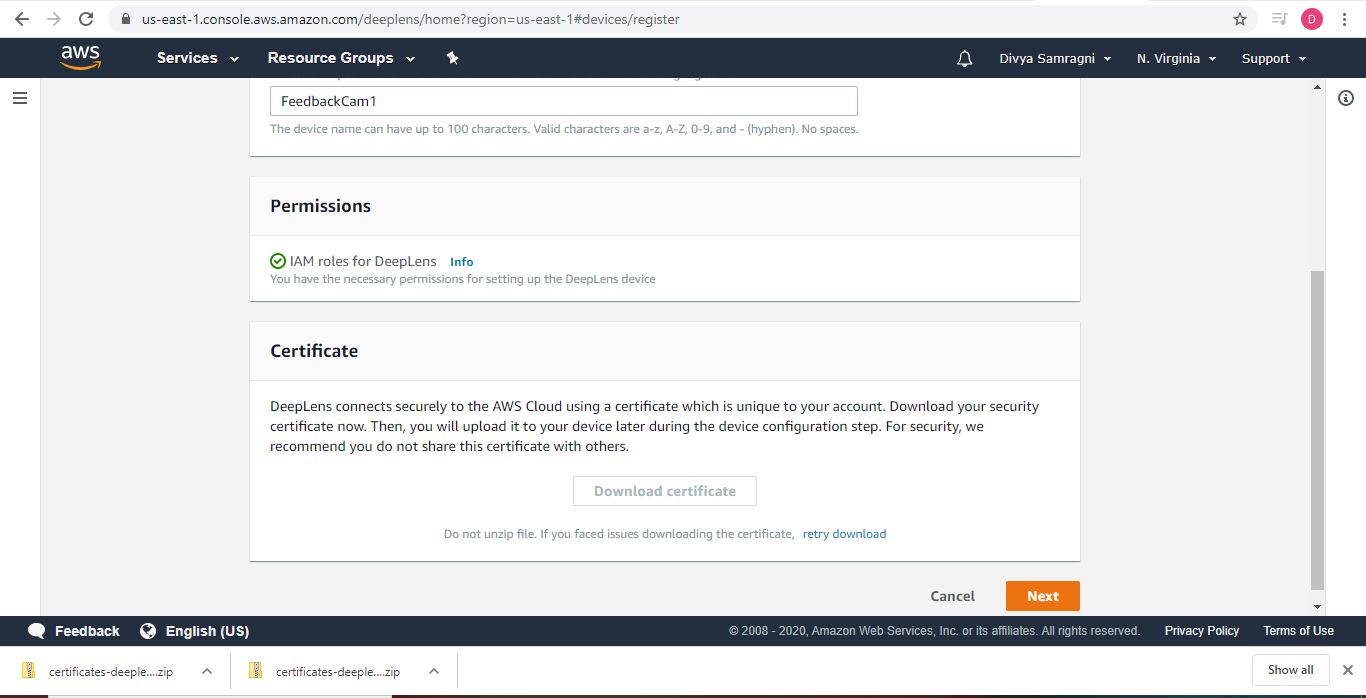 us-east-1.console.aws.amazon.com/deeplens/home?region=us-east-1#devices/register
D
aws
Services
Resource Groups
Divya Samragni
N. Virginia
Support
FeedbackCam1
The device name can have up to 100 characters. Valid characters are a-z, A-Z, 0-9, and - (hyphen). No spaces.
Permissions
IAM roles for DeepLens Info
You have the necessary permissions for setting up the DeepLens device
Certificate
DeepLens connects securely to the AWS Cloud using a certificate which is unique to your account. Download your security
certificate now. Then, you will upload it to your device later during the device configuration step. For security, we
recommend you do not share this certificate with others.
Download certificate
Do not unzip file. If you faced issues downloading the certificate, retry download
Cancel
Next
Feedback
English (US)
© 2008 - 2020, Amazon Web Services, Inc. or its affiliates. All rights reserved.
Privacy Policy
Terms of Use
certificates-deeple....zip
certificates-deeple....zip
Show all